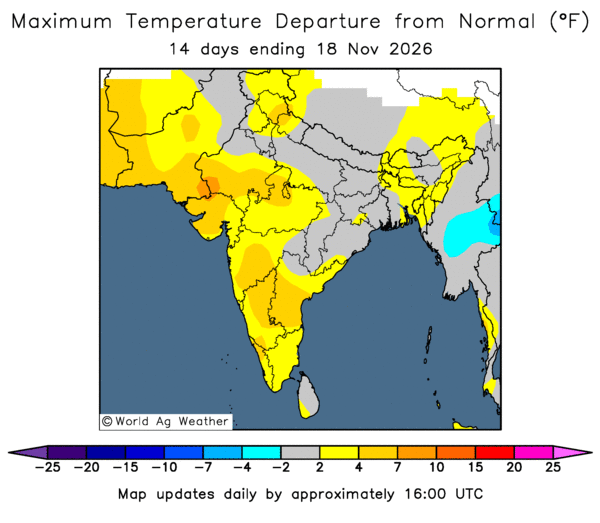 Maximum Temperature Departure from Normal (°F)
14 days ending 18 Nov 2026
©World Ag Weather
-25 -20 -15 -10 -7 -4 -2 2 4 7 10 15 20 25
Map updates daily by approximately 16:00 UTC